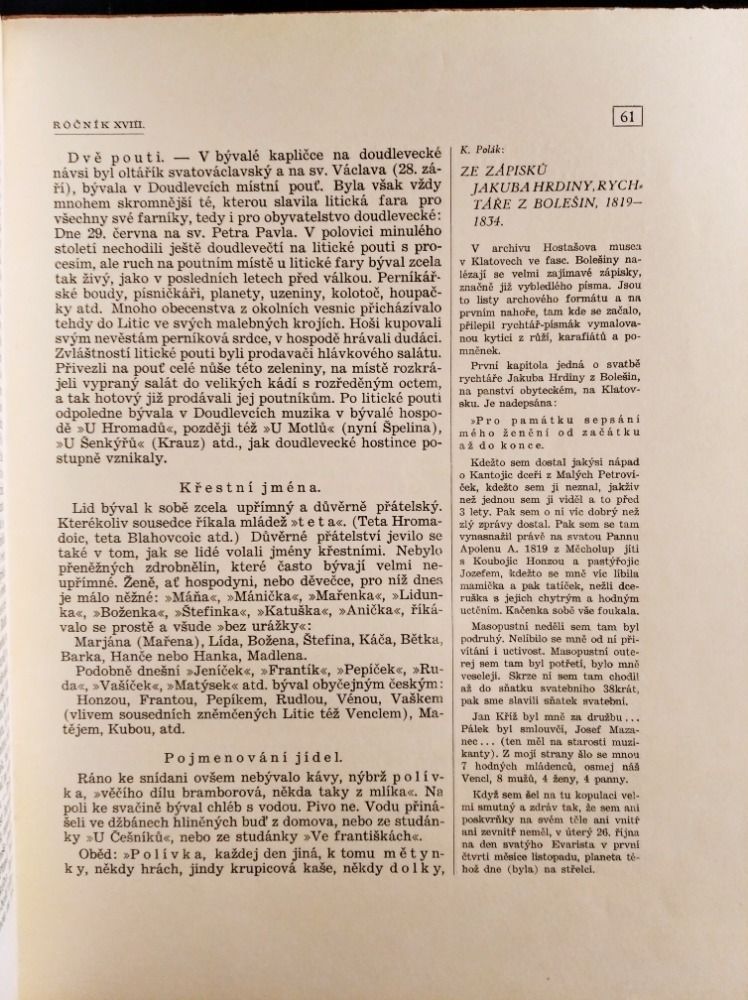 ROČNÍK XVIII.
61
Dvě pouti. — V bývalé kapličce na doudlevecké
návsi byl oltářík svatováclavský a na sv. Václava (28. zá-
ří), bývala v Doudlevcích místní pouť. Byla však vždy
mnohem skromnější té, kterou slavila litická fara pro
všechny své farníky, tedy i pro obyvatelstvo doudlevecké:
Dne 29. června na sv. Petra Pavla. V polovici minulého
století nechodili ještě doudlevečtí na litické pouti s pro-
cesím, ale ruch na poutním místě u litické fary býval zcela
tak živý, jako v posledních letech před válkou. Perníkář-
ské boudy, písničkáři, planety, uzeniny, kolotoč, houpač-
ky atd. Mnoho obecenstva z okolních vesnic přicházívalo
tehdy do Litic ve svých malebných krojích. Hoši kupovali
svým nevěstám perníková srdce, v hospodě hrávali dudáci.
Zvláštností litické pouti byli prodavači hlávkového salátu.
Přivezli na pouť celé nůše této zeleniny, na místě rozkrá-
jeli vypraný salát do velikých kádí s rozředěným octem,
a tak hotový již prodávali jej poutníkům. Po litické pouti
odpoledne bývala v Doudlevcích muzika v bývalé hospo-
dě »U Hromadů«, později též »U Motlů« (nyní Špelina),
»U Šenkýřů« (Krauz) atd., jak doudlevecké hostince po-
stupně vznikaly.
Křestní jména.
Lid býval k sobě zcela upřímný a důvěrně přátelský.
Kterékoliv sousedce říkala mládež »teta«. (Teta Hroma-
doic, teta Blahovcoic atd.) Důvěrné přátelství jevilo se
také v tom, jak se lidé volali jmény křestními. Nebylo
přeněžných zdrobnělin, které často bývají velmi ne-
upřímné. Ženě, ať hospodyni, nebo děvečce, pro níž dnes
je málo něžné: »Máňa«, »Mánička«, »Mařenka«, »Lidun-
ka«, »Boženka«, »Štefinka«, »Katuška«, »Anička«, říká-
valo se prostě a všude »bez urážky«:
Marjána (Mařena), Lída, Božena, Štefina, Káča, Bětka,
Barka, Hanče nebo Hanka, Madlena.
Podobně dnešní »Jeníček«, »Frantík«, »Pepíček«, »Ru-
da«, »Vašíček«, »Matýsek« atd. býval obyčejným českým:
Honzou, Frantou, Pepíkem, Rudlou, Vénou, Vaškem
(vlivem sousedních zněmčených Litic též Venclem), Ma-
tějem, Kubou, atd.
Pojmenování jídel.
Ráno ke snídani ovšem nebývalo kávy, nýbrž polív-
ka, »věčího dílu bramborová, někda taky z mlíka«. Na
poli ke svačině býval chléb s vodou. Pivo ne. Vodu přiná-
šeli ve džbánech hliněných buď z domova, nebo ze studán-
ky »U Češníků«, nebo ze studánky »Ve františkách«.
Oběd: »Polívka, každej den jiná, k tomu mětyn-
ky, někdy hrách, jindy krupicová kaše, někdy dolky,
K. Polák:
ZE ZÁPISKŮ
JAKUBA HRDINY, RYCH-
TÁŘE Z BOLEŠIN, 1819—
1834.
V archivu Hostašova musea
v Klatovech ve fasc. Bolešiny na-
lézají se velmi zajímavé zápisky,
značně již vybledlého písma. Jsou
to listy archového formátu a na
prvním nahoře, tam kde se začalo,
přilepil rychtář-písmák vymalova-
nou kytici z růží, karafiátů a po-
mněnek.
První kapitola jedná o svatbě
rychtáře Jakuba Hrdiny z Bolešin,
na panství obyteckém, na Klatov-
sku. Je nadepsána:
»Pro památku sepsání
mého ženění od začátku
až do konce.
Kdežto sem dostal jakýsi nápad
o Kantojic dceři z Malých Petroví-
ček, kdežto sem ji neznal, jakživ
než jednou sem ji viděl a to před
3 lety. Pak sem o ní víc dobrý než
zlý zprávy dostal. Pak sem se tam
vynasnažil právě na svatou Pannu
Apolenu A. 1819 z Měcholup jíti
s Koubojic Honzou a pastýřojic
Jozefem, kdežto se mně víc líbila
mamička a pak tatíček, nežli dce-
ruška s jejich chytrým a hodným
uctěním. Kačenka sobě vše foukala.
Masopustní neděli sem tam byl
podruhý. Nelíbilo se mně od ní při-
vítání i uctivost. Masopustní oute-
rej sem tam byl potřetí, bylo mně
veseleji. Skrze ní sem tam chodil
až do sňatku svatebního 38krát,
pak sme slavili sňatek svatební.
Jan Kříž byl mně za družbu...
Pálek byl smlouvčí, Josef Maza-
nec... (ten měl na starosti muzi-
kanty). Z mojí strany šlo se mnou
7 hodných mládenců, osmej náš
Vencl, 8 mužů, 4 ženy, 4 panny.
Když sem šel na tu kopulaci vel-
mi smutný a zdráv tak, že sem ani
poskvrňky na svém těle ani vnitř
ani zevnitř neměl, v úterý 26. října
na den svatýho Evarista v první
čtvrti měsíce listopadu, planeta té-
hož dne (byla) na střelci.